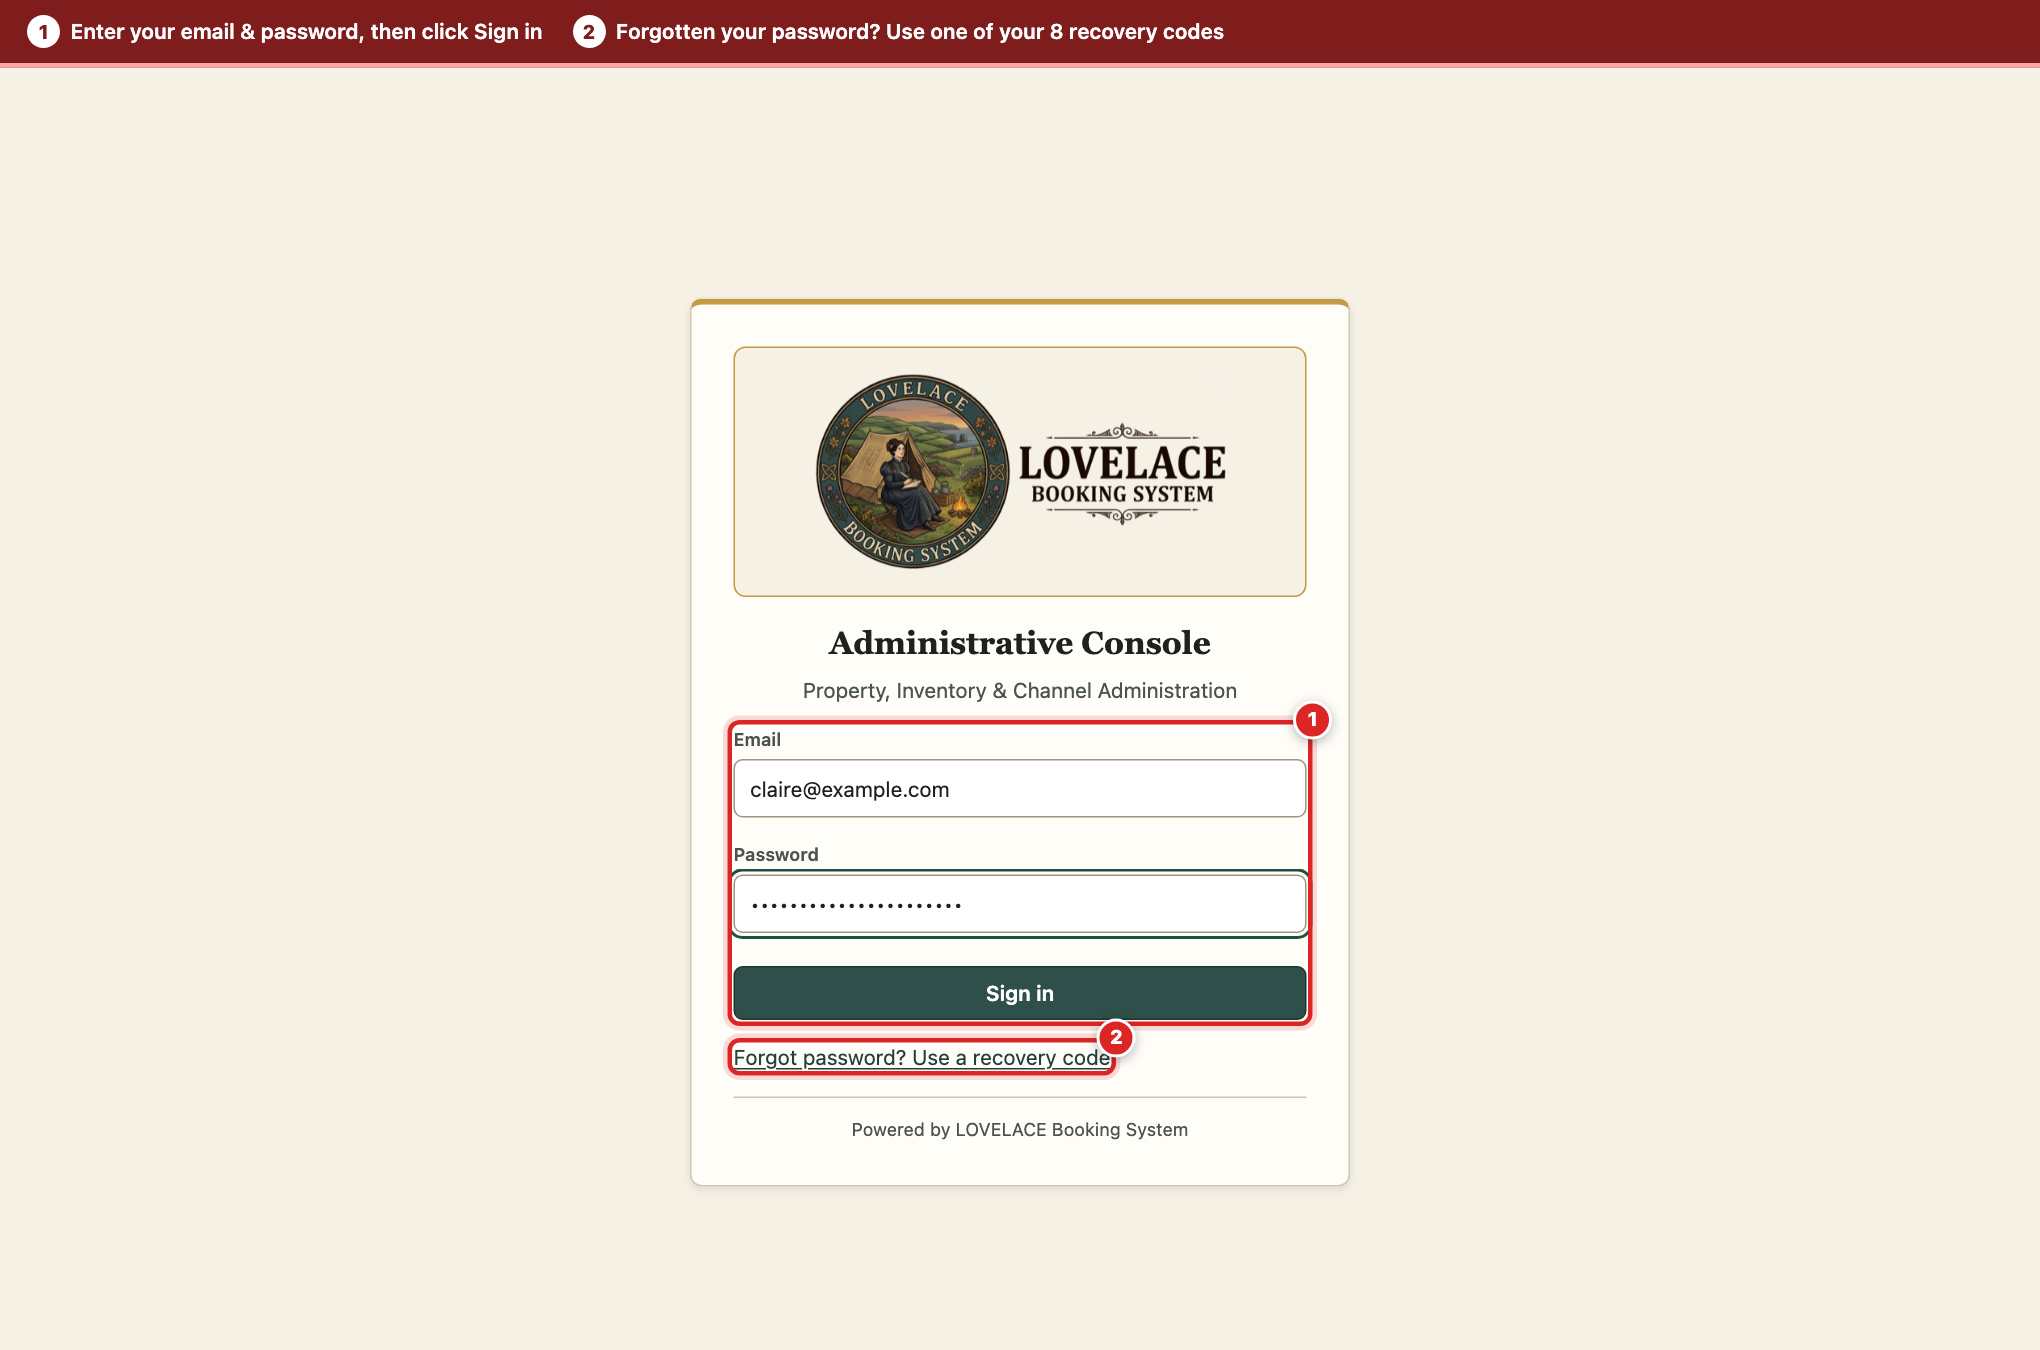 1 Enter your email & password, then click Sign in 2 Forgotten your password? Use one of your 8 recovery codes
LOVELACE
BOOKING SYSTEM
LOVELACE
BOOKING SYSTEM
Administrative Console
Property, Inventory & Channel Administration
1
Email
claire@example.com
Password
Sign in
2
Forgot password? Use a recovery code
Powered by LOVELACE Booking System